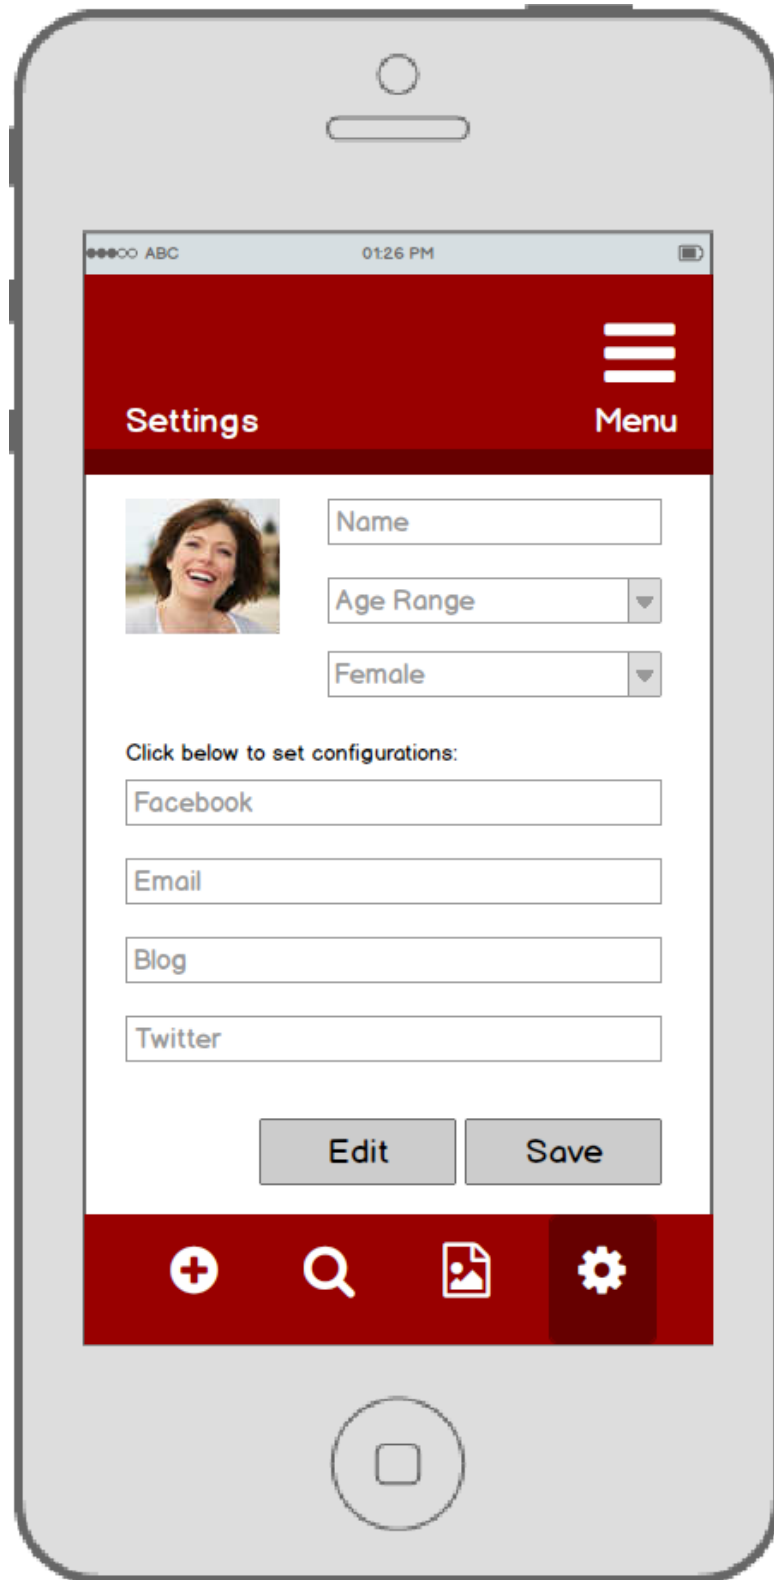 ABC 01:26 PM
Settings Menu
Name
Age Range
Female
Click below to set configurations:
Facebook
Email
Blog
Twitter
Edit Save